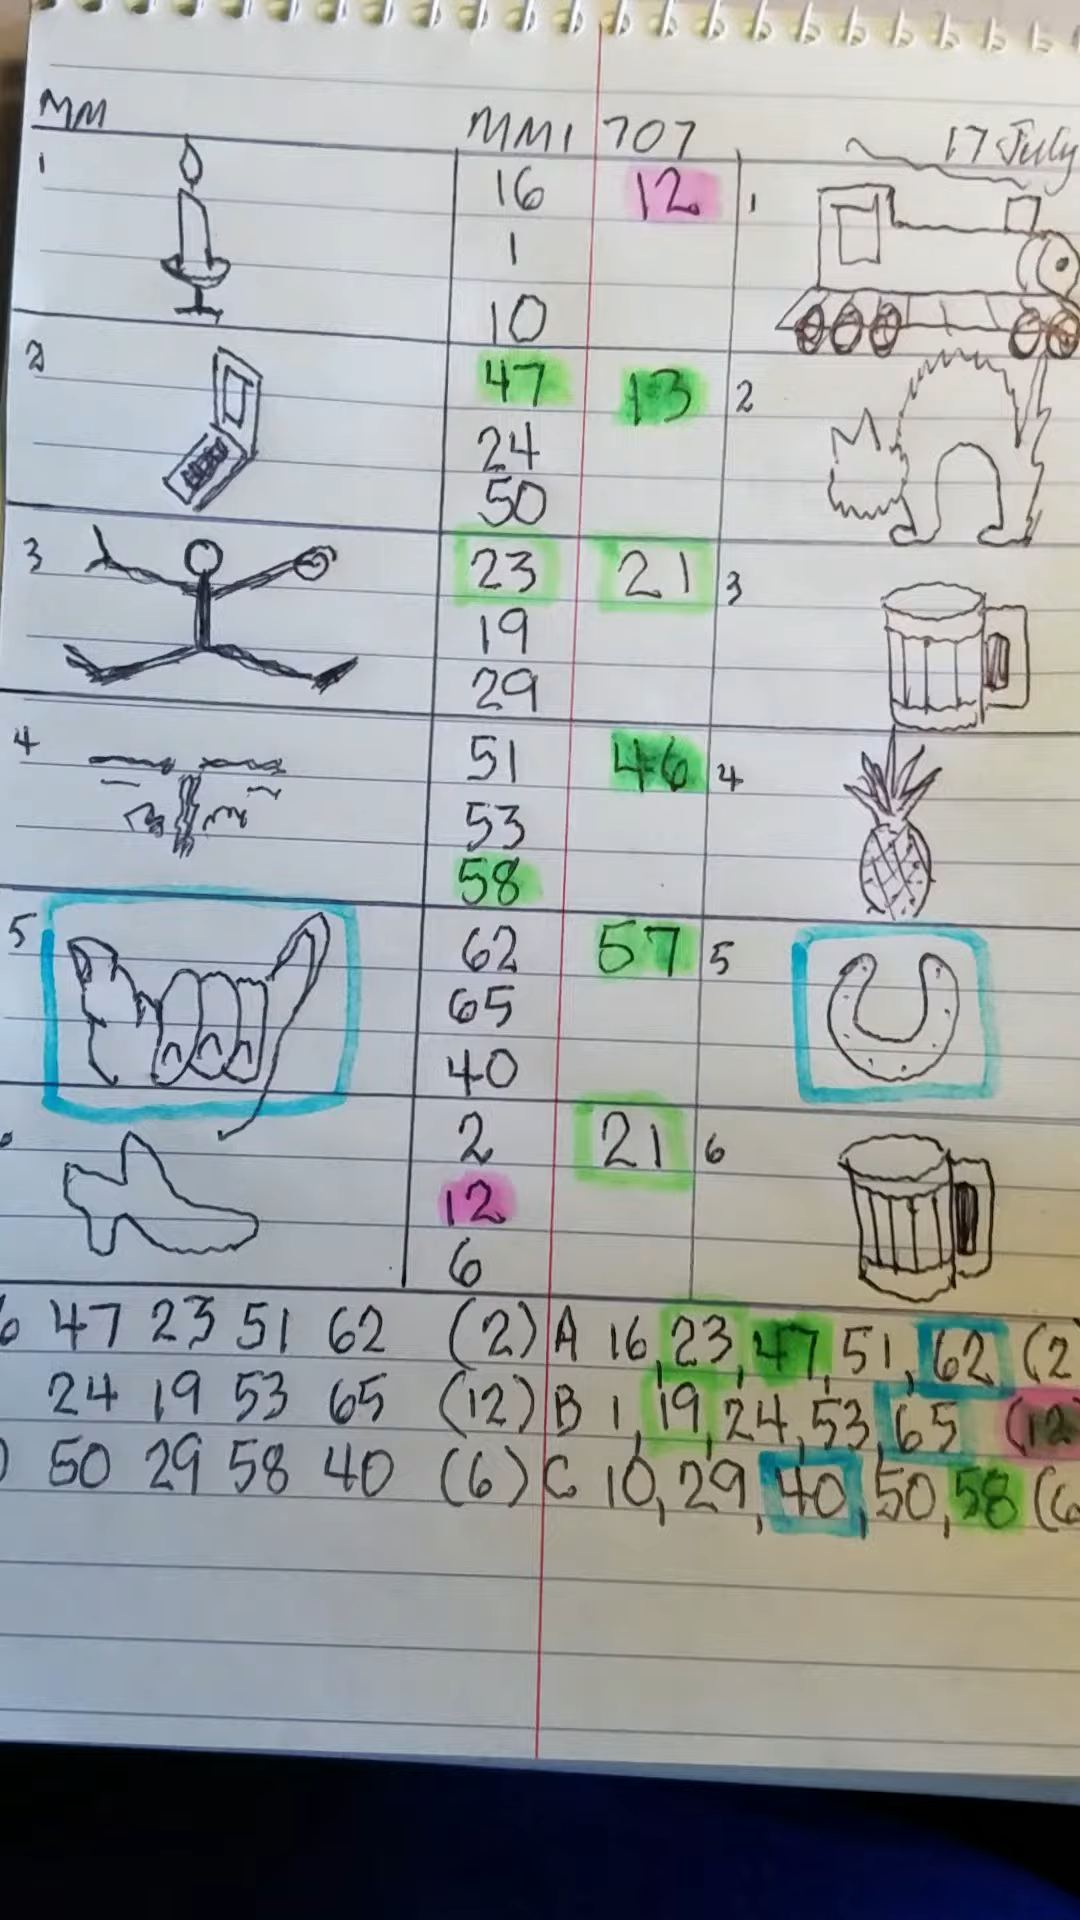 MM MM1 707 17 July
1 16 12 1
1
10
2 47 13 2
24
50
3 23 21 3
19
29
4 51 46 4
53
58
5 62 57 5
65
40
2 21 6
12
6
47 23 51 62 (2) A 16, 23, 47, 51, 62 (2
24 19 53 65 (12) B 1, 19, 24, 53, 65 (12)
50 29 58 40 (6) C 10, 29, 40, 50, 58 (6